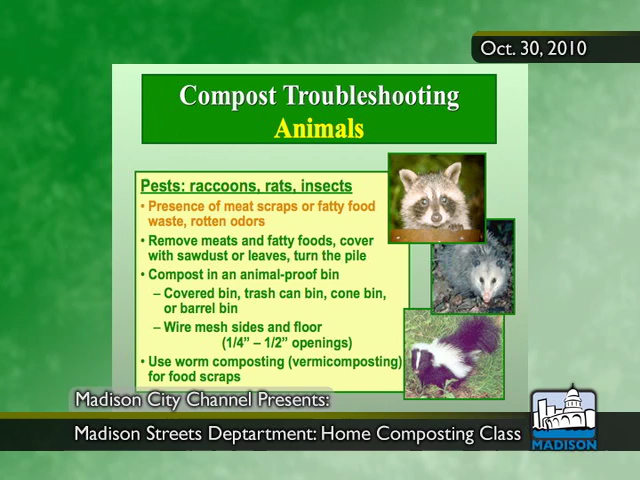 Oct. 30, 2010
Compost Troubleshooting
Animals
Pests: raccoons, rats, insects
• Presence of meat scraps or fatty food
waste, rotten odors
• Remove meats and fatty foods, cover
with sawdust or leaves, turn the pile
• Compost in an animal-proof bin
– Covered bin, trash can bin, cone bin,
or barrel bin
– Wire mesh sides and floor
(1/4” – 1/2” openings)
• Use worm composting (vermicomposting)
for food scraps
Madison City Channel Presents:
Madison Streets Deptartment: Home Composting Class
MADISON